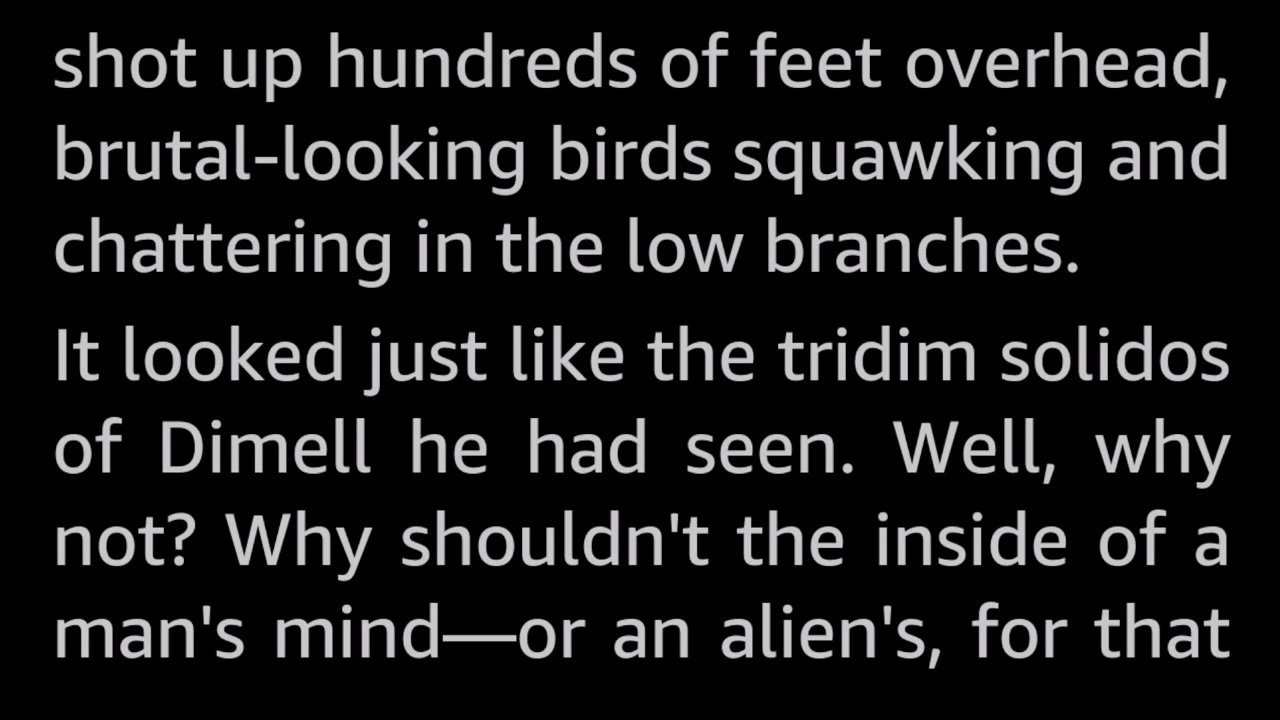 shot up hundreds of feet overhead,
brutal-looking birds squawking and
chattering in the low branches.
It looked just like the tridim solidos
of Dimell he had seen. Well, why
not? Why shouldn't the inside of a
man's mind—or an alien's, for that